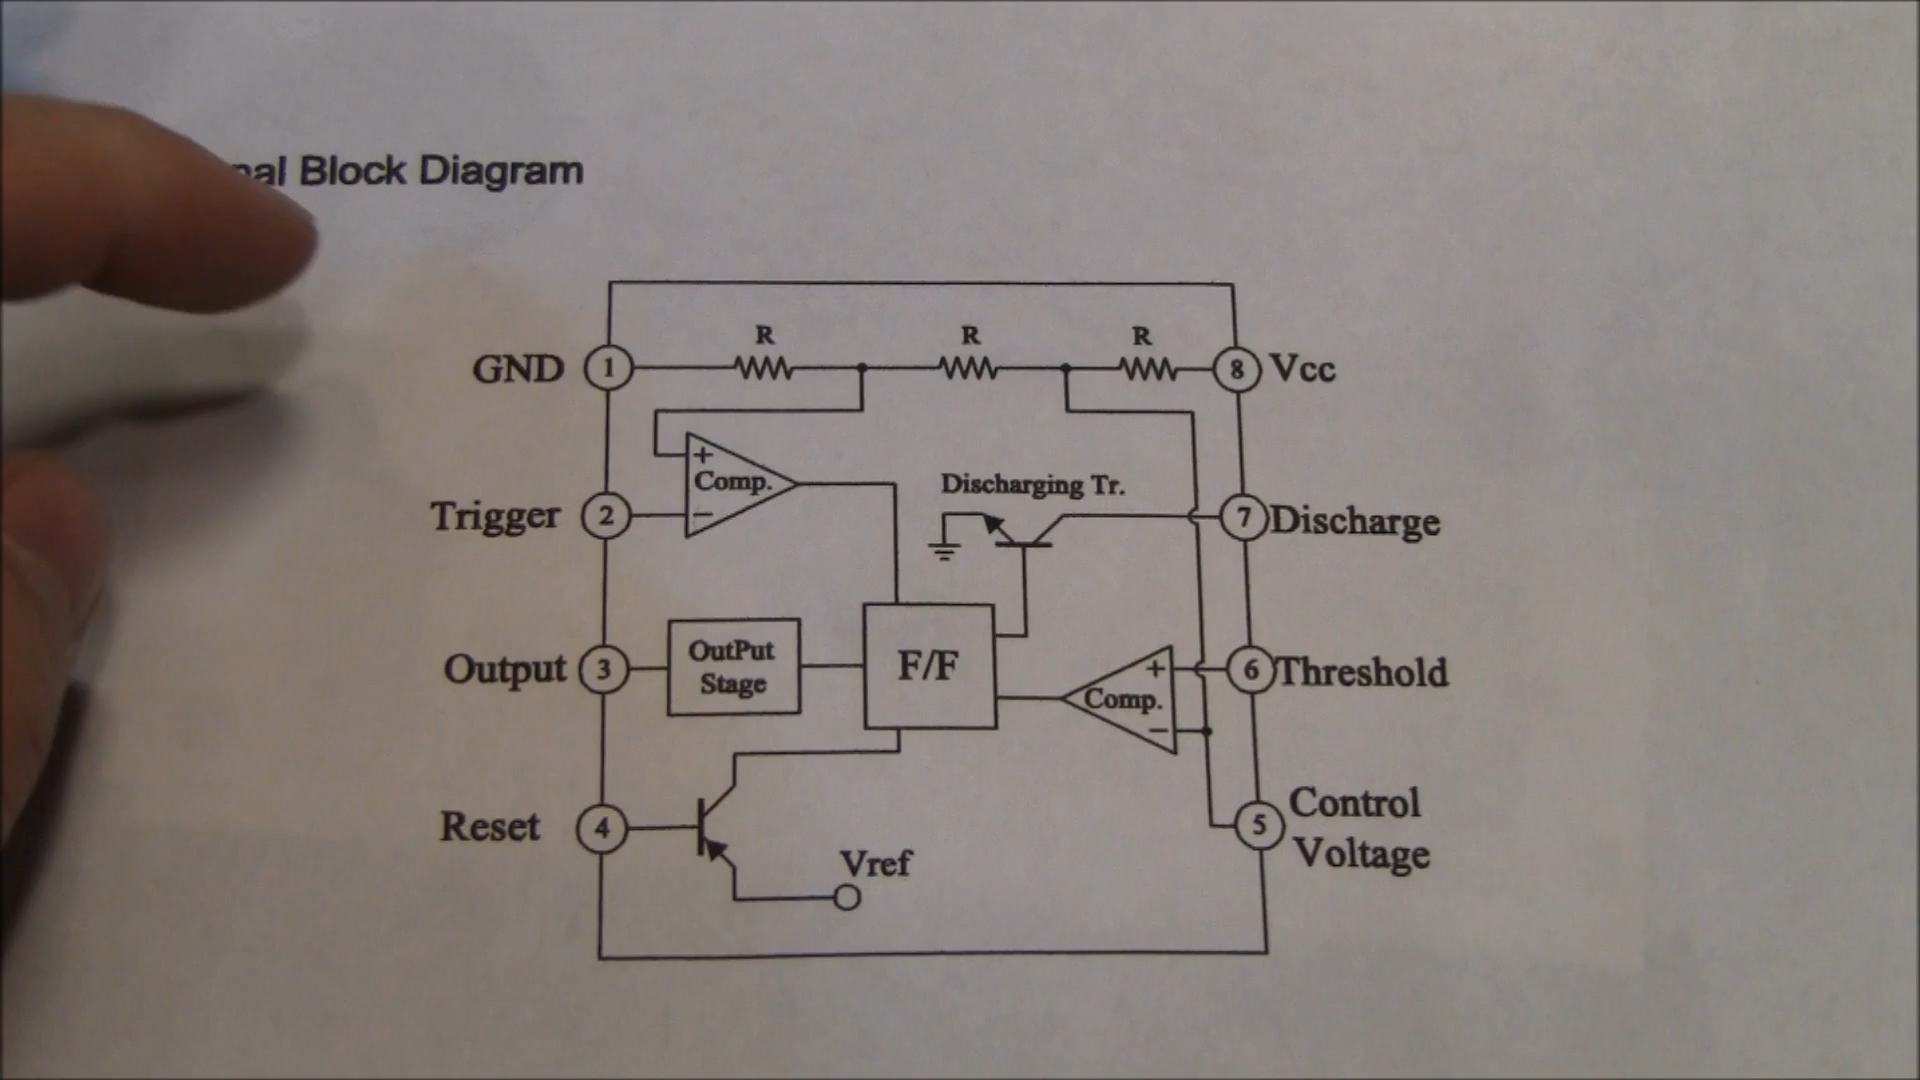 Block Diagram
R R R
GND 1 8 Vcc
+
Comp.
−
Discharging Tr.
Trigger 2 7 Discharge
Output 3 OutPut Stage F/F
+
Comp.
−
6 Threshold
Reset 4 5 Control Voltage
Vref